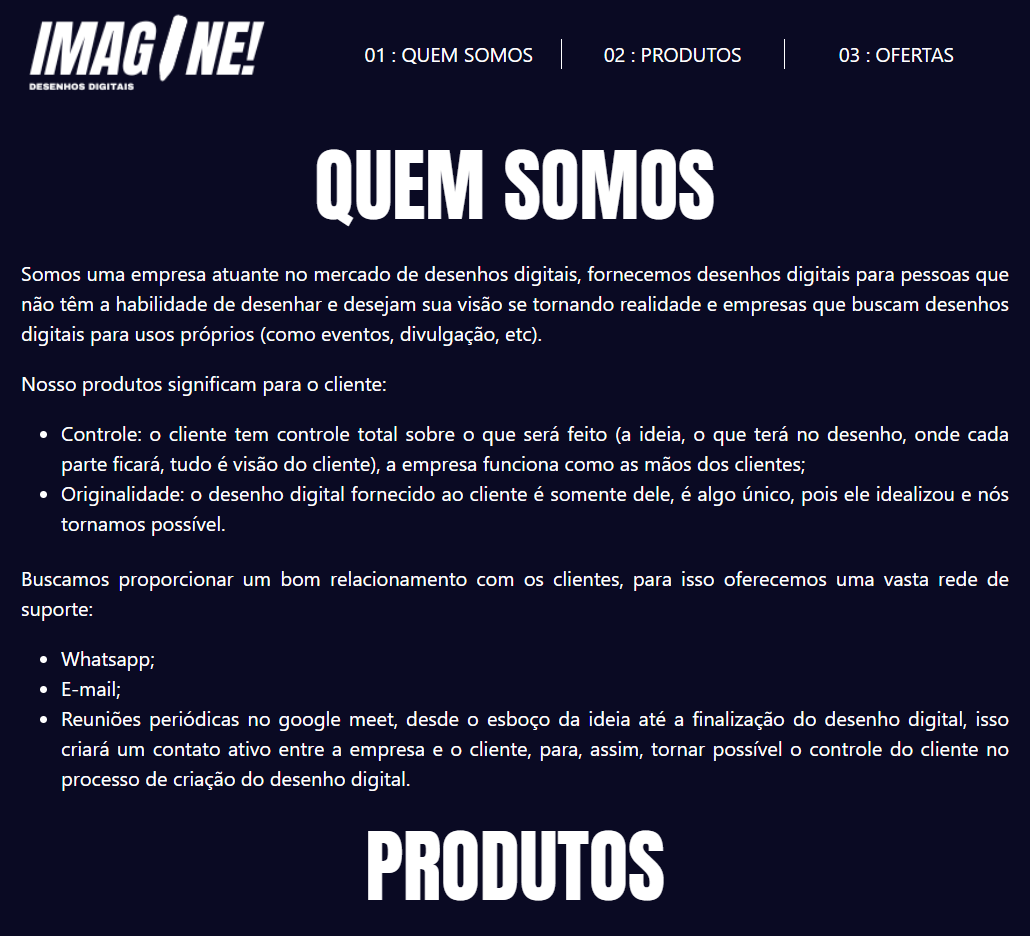 IMAGINE!
DESENHOS DIGITAIS
01 : QUEM SOMOS
02 : PRODUTOS
03 : OFERTAS
QUEM SOMOS
Somos uma empresa atuante no mercado de desenhos digitais, fornecemos desenhos digitais para pessoas que
não têm a habilidade de desenhar e desejam sua visão se tornando realidade e empresas que buscam desenhos
digitais para usos próprios (como eventos, divulgação, etc).
Nosso produtos significam para o cliente:
• Controle: o cliente tem controle total sobre o que será feito (a ideia, o que terá no desenho, onde cada
parte ficará, tudo é visão do cliente), a empresa funciona como as mãos dos clientes;
• Originalidade: o desenho digital fornecido ao cliente é somente dele, é algo único, pois ele idealizou e nós
tornamos possível.
Buscamos proporcionar um bom relacionamento com os clientes, para isso oferecemos uma vasta rede de
suporte:
• Whatsapp;
• E-mail;
• Reuniões periódicas no google meet, desde o esboço da ideia até a finalização do desenho digital, isso
criará um contato ativo entre a empresa e o cliente, para, assim, tornar possível o controle do cliente no
processo de criação do desenho digital.
PRODUTOS